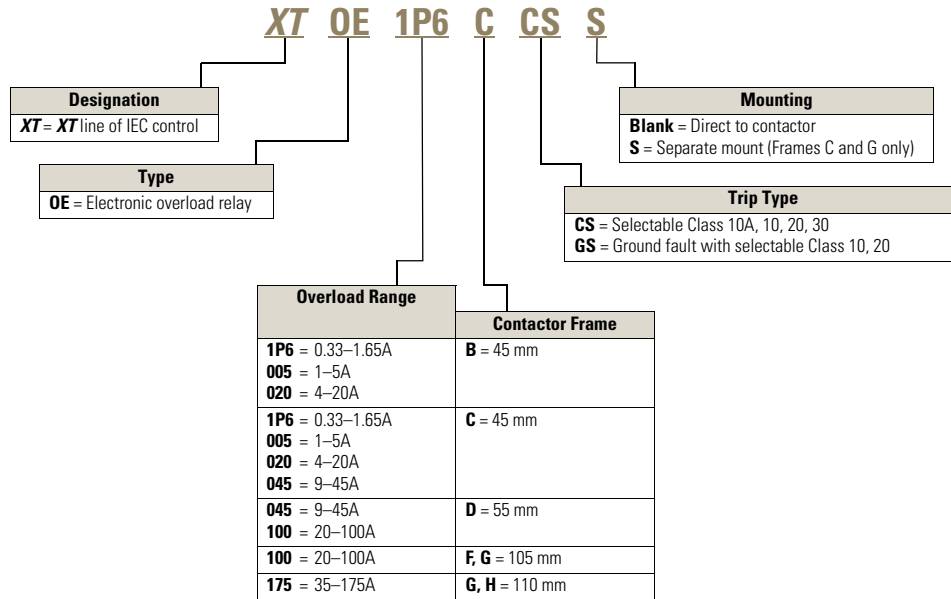 XT OE 1P6 C CS S
Designation
XT = XT line of IEC control
Type
OE = Electronic overload relay
Mounting
Blank = Direct to contactor
S = Separate mount (Frames C and G only)
Trip Type
CS = Selectable Class 10A, 10, 20, 30
GS = Ground fault with selectable Class 10, 20
Overload Range
Contactor Frame
1P6 = 0.33–1.65A
005 = 1–5A
020 = 4–20A
B = 45 mm
1P6 = 0.33–1.65A
005 = 1–5A
020 = 4–20A
045 = 9–45A
C = 45 mm
045 = 9–45A
100 = 20–100A
D = 55 mm
100 = 20–100A
F, G = 105 mm
175 = 35–175A
G, H = 110 mm